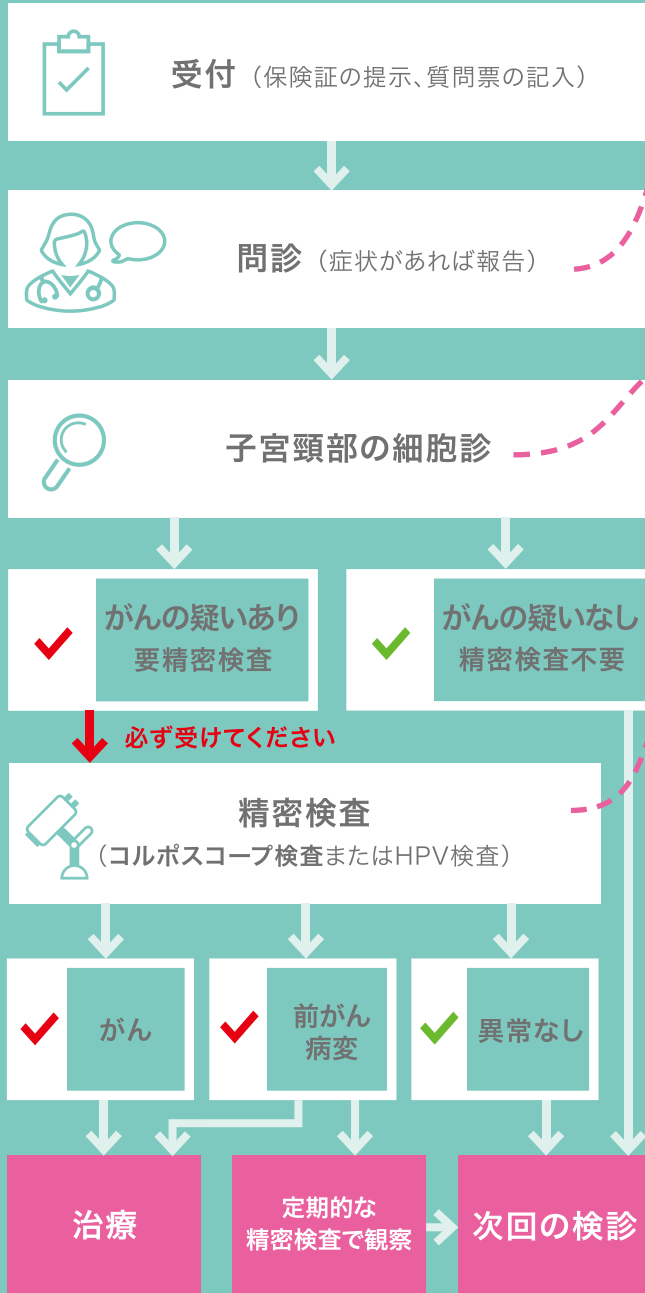 受付（保険証の提示、質問票の記入）
問診（症状があれば報告）
子宮頸部の細胞診
がんの疑いあり
要精密検査
がんの疑いなし
精密検査不要
必ず受けてください
精密検査
（コルポスコープ検査またはHPV検査）
がん
前がん
病変
異常なし
治療
定期的な
精密検査で観察
次回の検診